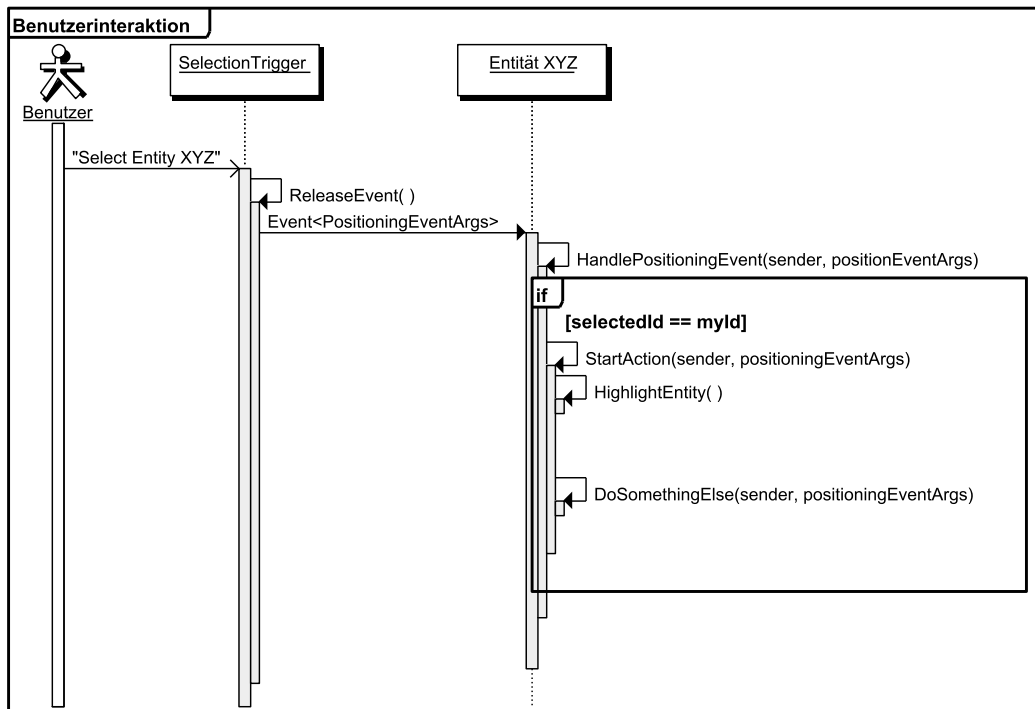 Benutzerinteraktion
SelectionTrigger
Entität XYZ
Benutzer
"Select Entity XYZ"
ReleaseEvent( )
Event<PositioningEventArgs>
HandlePositioningEvent(sender, positionEventArgs)
if
[selectedId == myId]
StartAction(sender, positioningEventArgs)
HighlightEntity( )
DoSomethingElse(sender, positioningEventArgs)